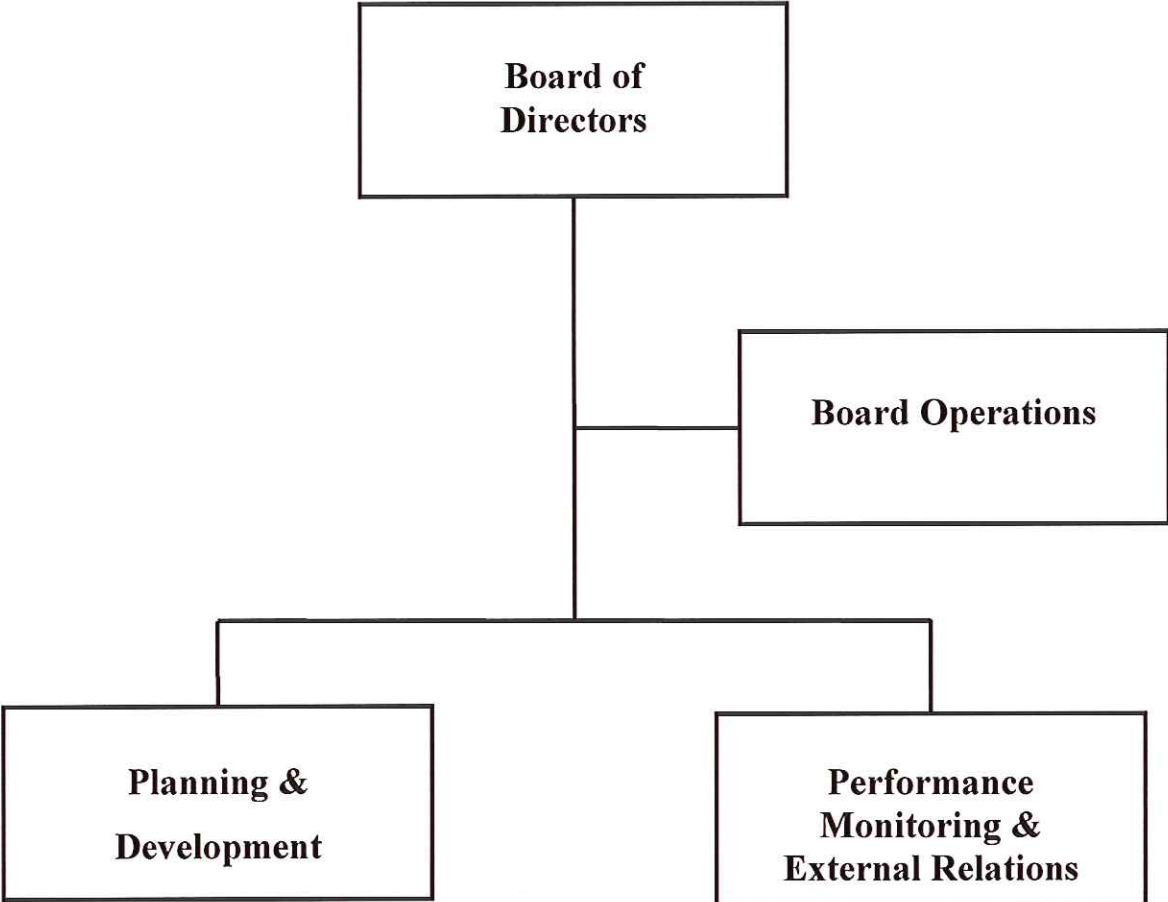 Board of
Directors
Board Operations
Planning &
Development
Performance
Monitoring &
External Relations